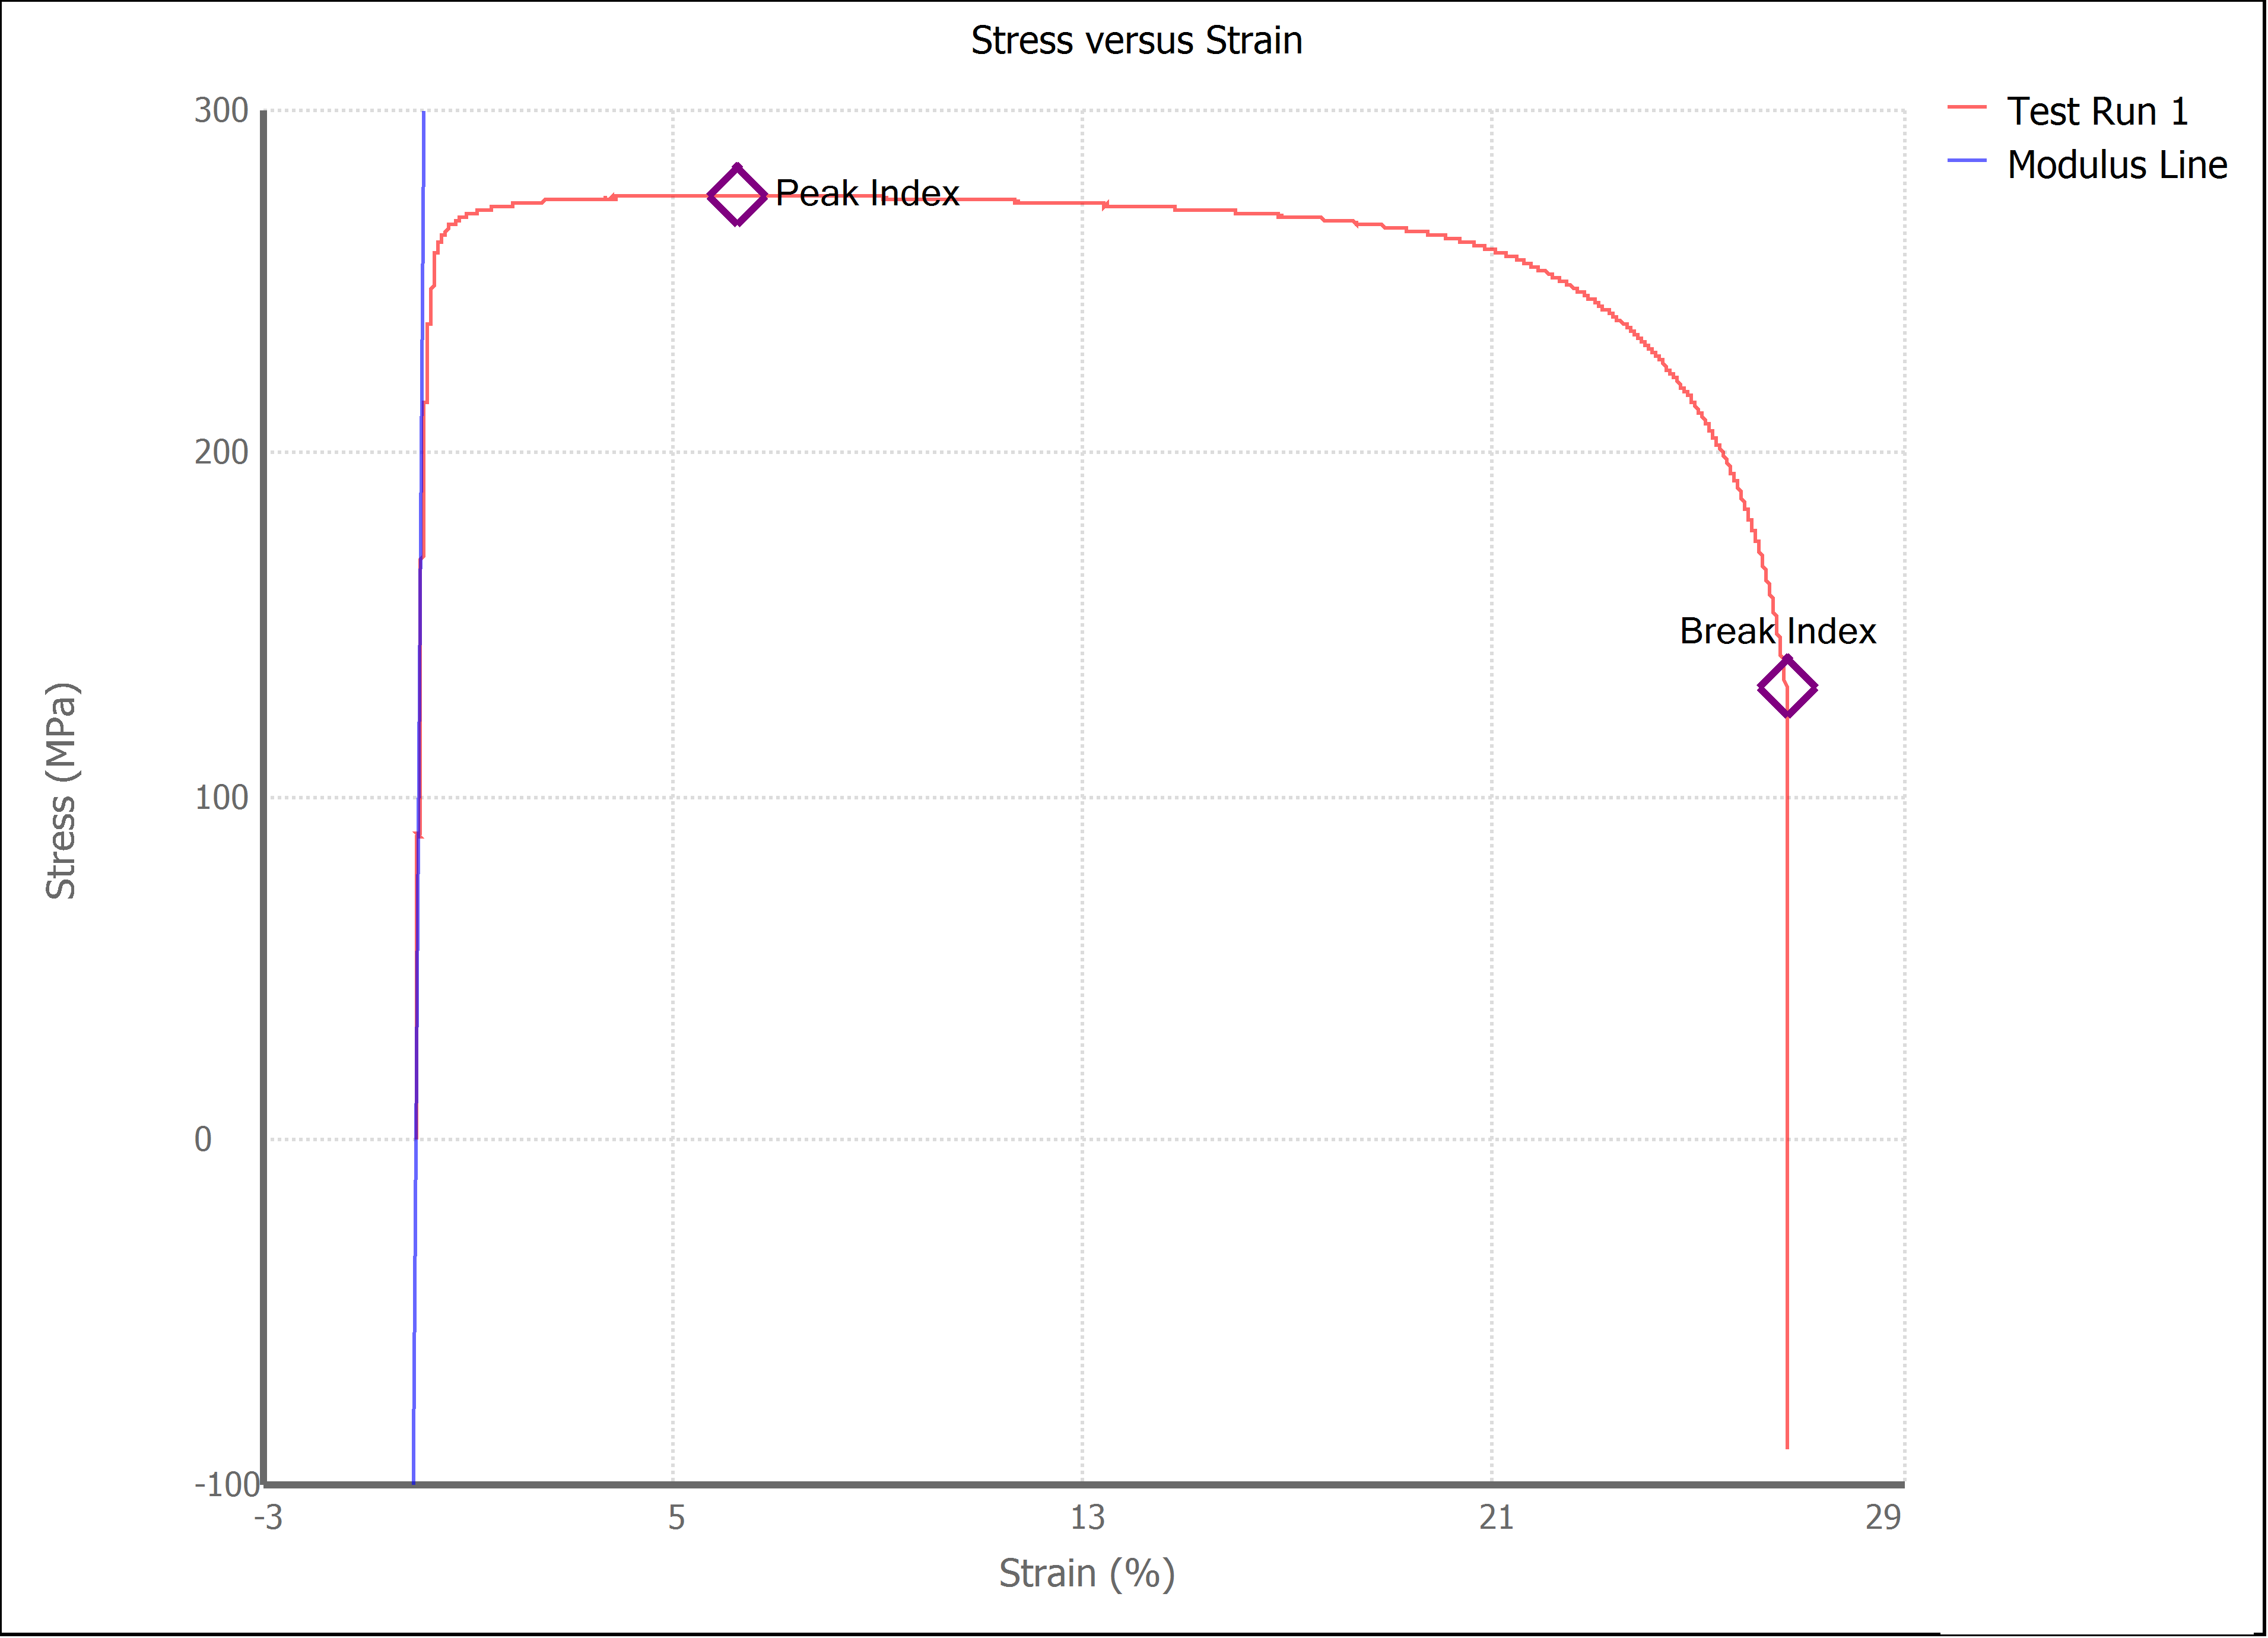 Stress versus Strain
Test Run 1
Modulus Line
300
200
100
0
-100
Stress (MPa)
Peak Index
Break Index
-3 5 13 21 29
Strain (%)